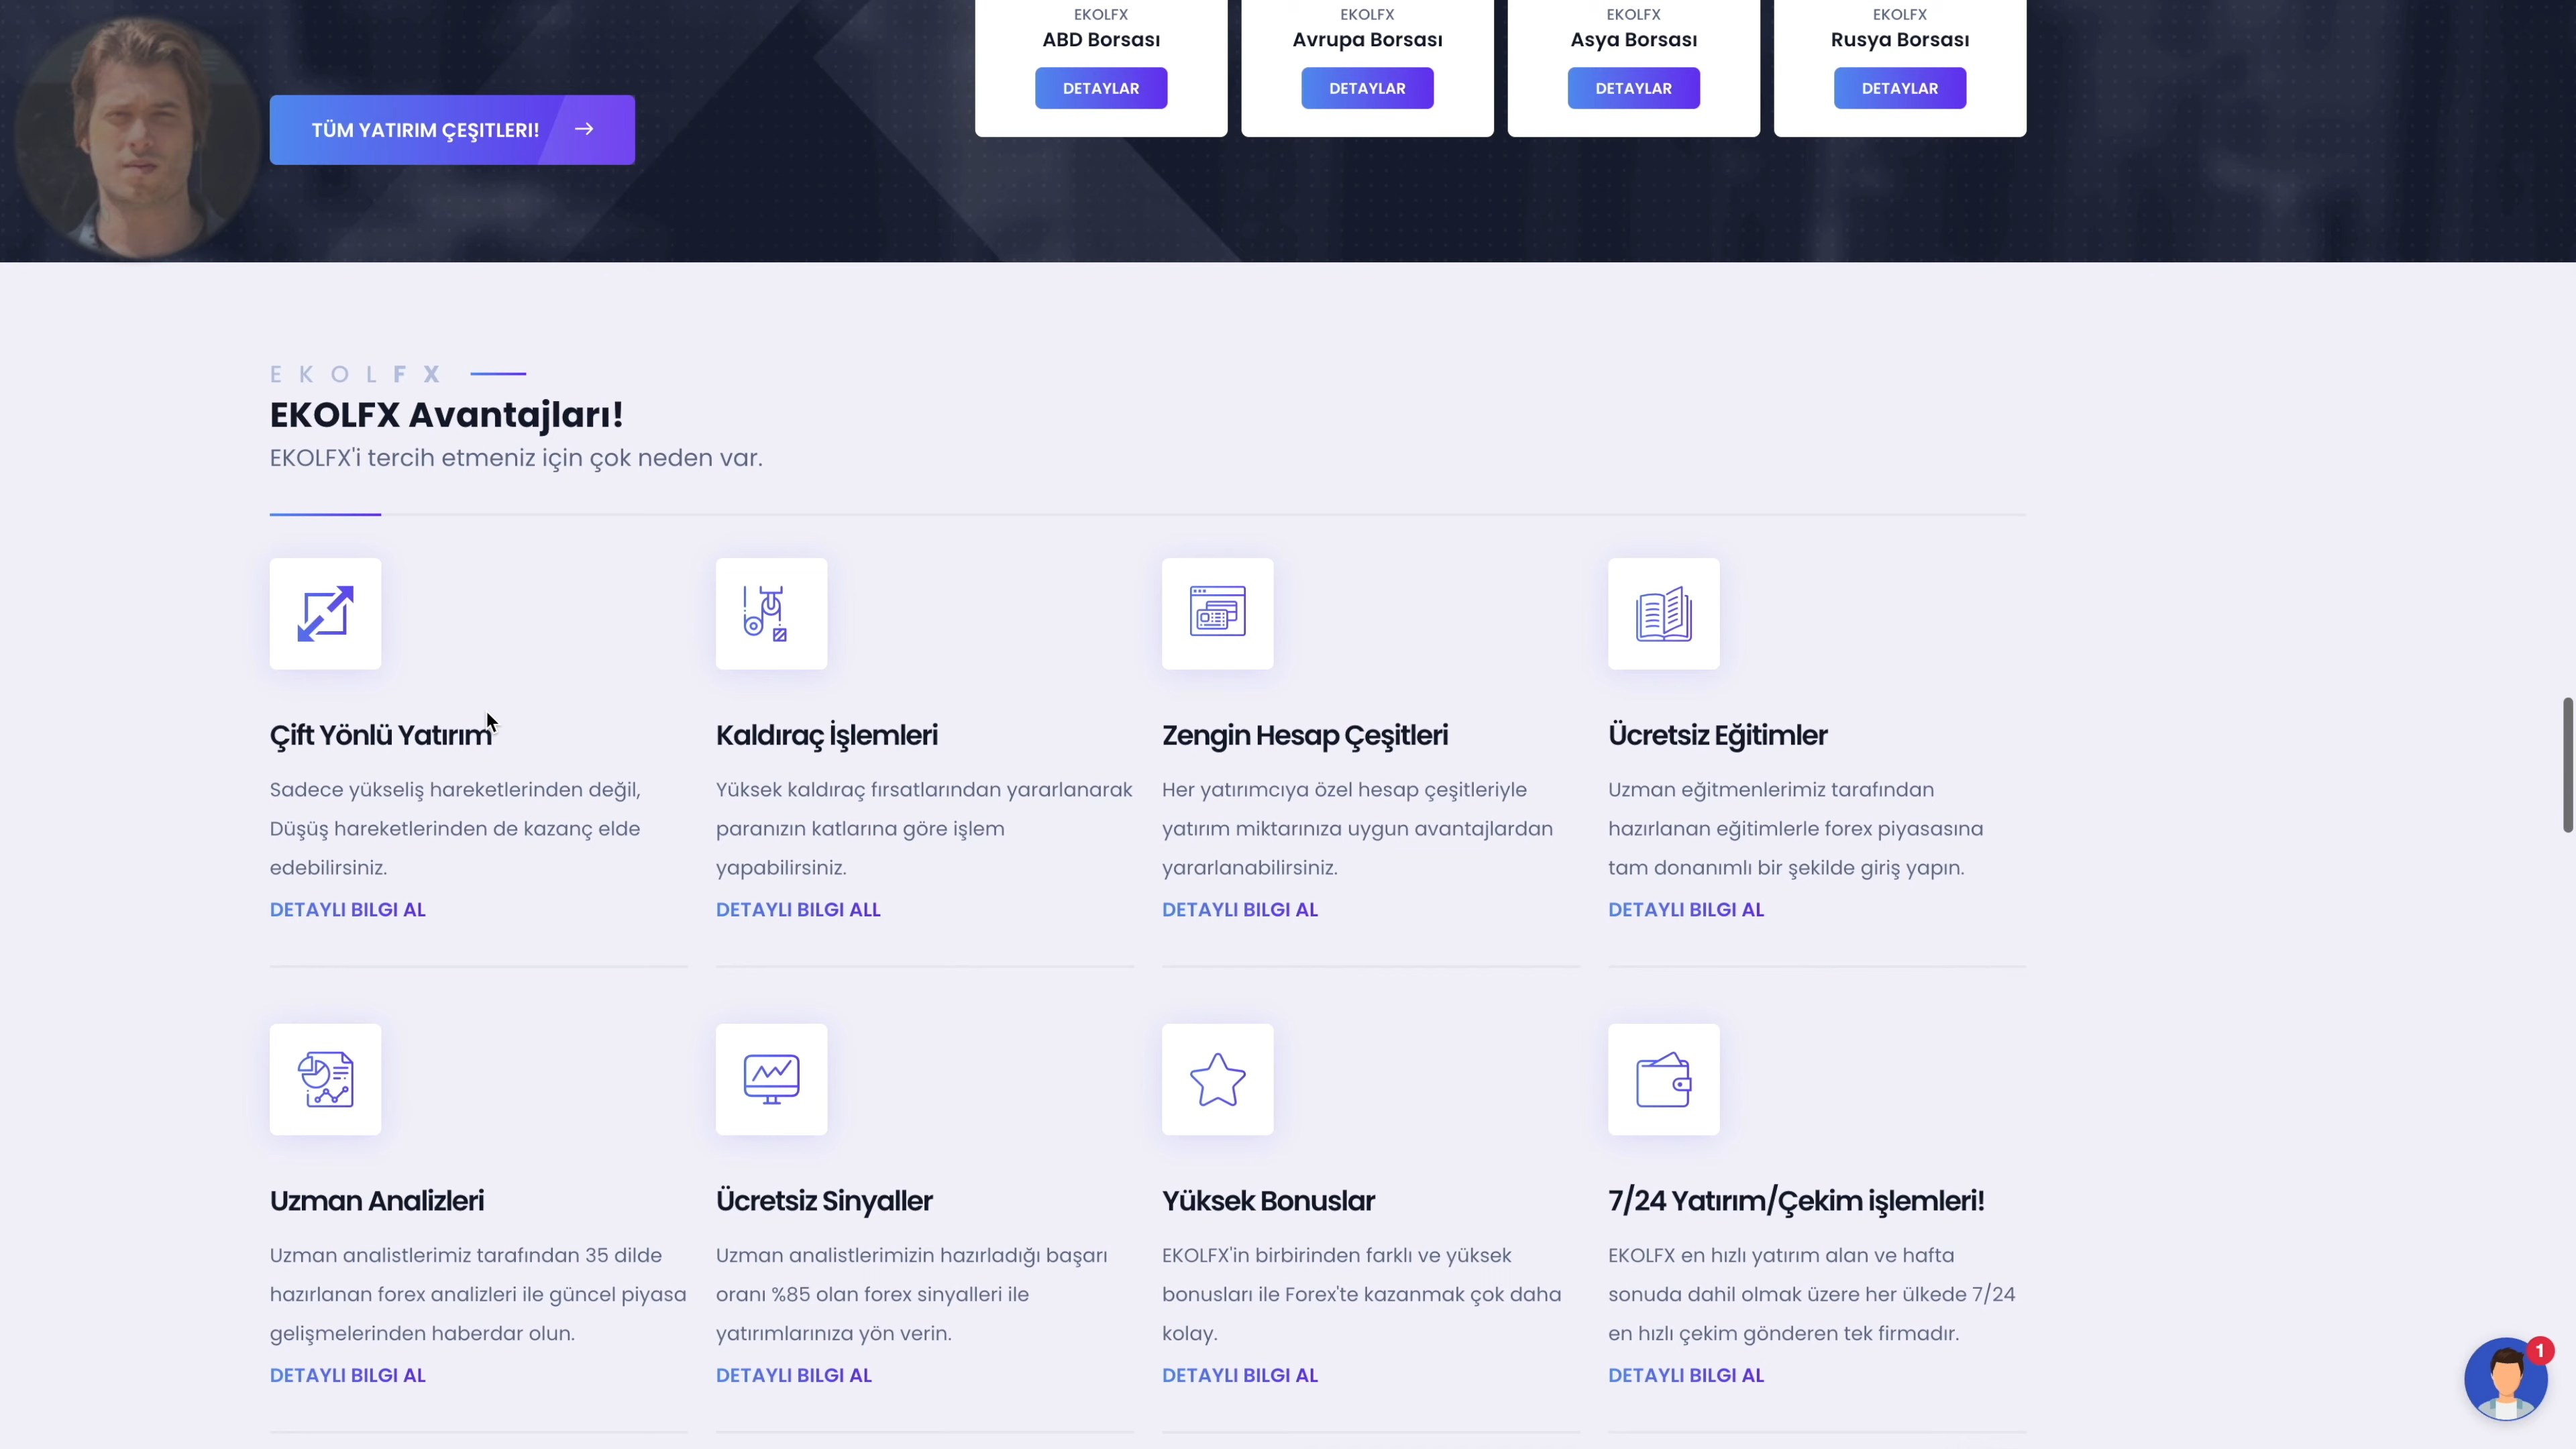 EKOLFX
ABD Borsası
DETAYLAR
EKOLFX
Avrupa Borsası
DETAYLAR
EKOLFX
Asya Borsası
DETAYLAR
EKOLFX
Rusya Borsası
DETAYLAR
TÜM YATIRIM ÇEŞITLERI!
EKOLFX
EKOLFX Avantajları!
EKOLFX'i tercih etmeniz için çok neden var.
Çift Yönlü Yatırım
Sadece yükseliş hareketlerinden değil,
Düşüş hareketlerinden de kazanç elde
edebilirsiniz.
DETAYLI BILGI AL
Kaldıraç İşlemleri
Yüksek kaldıraç fırsatlarından yararlanarak
paranızın katlarına göre işlem
yapabilirsiniz.
DETAYLI BILGI ALL
Zengin Hesap Çeşitleri
Her yatırımcıya özel hesap çeşitleriyle
yatırım miktarınıza uygun avantajlardan
yararlanabilirsiniz.
DETAYLI BILGI AL
Ücretsiz Eğitimler
Uzman eğitmenlerimiz tarafından
hazırlanan eğitimlerle forex piyasasına
tam donanımlı bir şekilde giriş yapın.
DETAYLI BILGI AL
Uzman Analizleri
Uzman analistlerimiz tarafından 35 dilde
hazırlanan forex analizleri ile güncel piyasa
gelişmelerinden haberdar olun.
DETAYLI BILGI AL
Ücretsiz Sinyaller
Uzman analistlerimizin hazırladığı başarı
oranı %85 olan forex sinyalleri ile
yatırımlarınıza yön verin.
DETAYLI BILGI AL
Yüksek Bonuslar
EKOLFX'in birbirinden farklı ve yüksek
bonusları ile Forex'te kazanmak çok daha
kolay.
DETAYLI BILGI AL
7/24 Yatırım/Çekim işlemleri!
EKOLFX en hızlı yatırım alan ve hafta
sonuda dahil olmak üzere her ülkede 7/24
en hızlı çekim gönderen tek firmadır.
DETAYLI BILGI AL
1